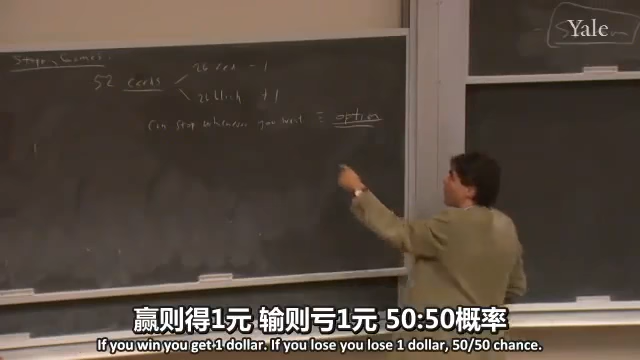 Yale
Stopping Games:
52 cards
26 red - 1
26 black + 1
can stop whenever you want ≡ option
赢则得1元 输则亏1元 50:50概率
If you win you get 1 dollar. If you lose you lose 1 dollar, 50/50 chance.